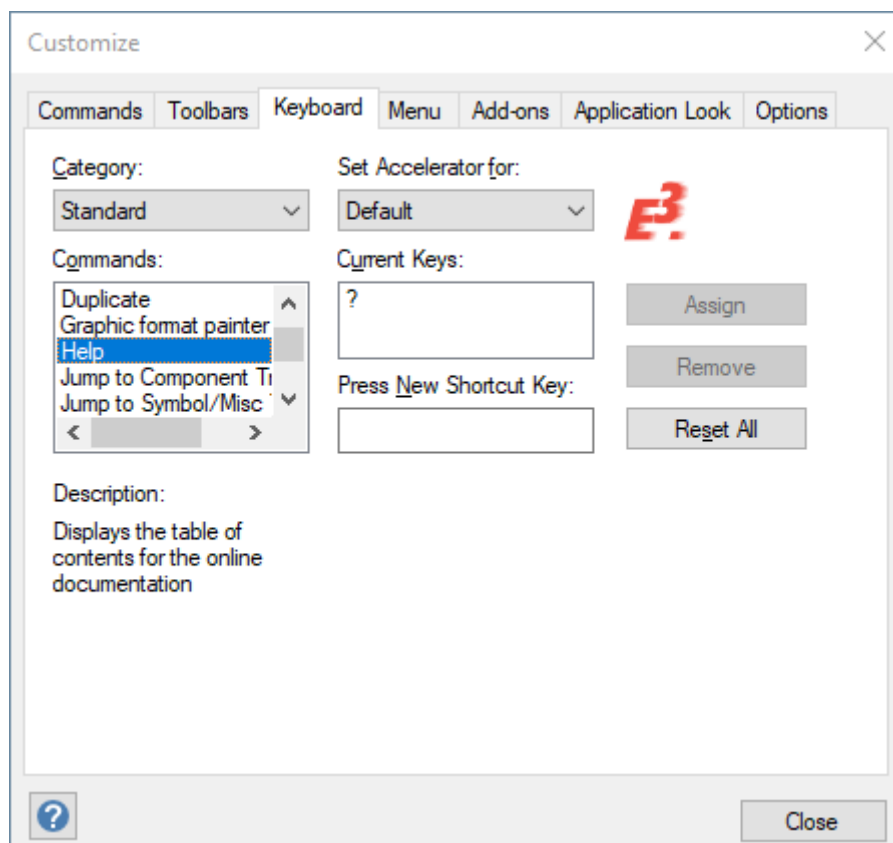 Customize
Commands Toolbars Keyboard Menu Add-ons Application Look Options
Category:
Set Accelerator for:
Standard
Default
E3.
Commands:
Current Keys:
Duplicate
Graphic format painter
Help
Jump to Component Tr
Jump to Symbol/Misc
?
Assign
Remove
Press New Shortcut Key:
Reset All
Description:
Displays the table of
contents for the online
documentation
?
Close